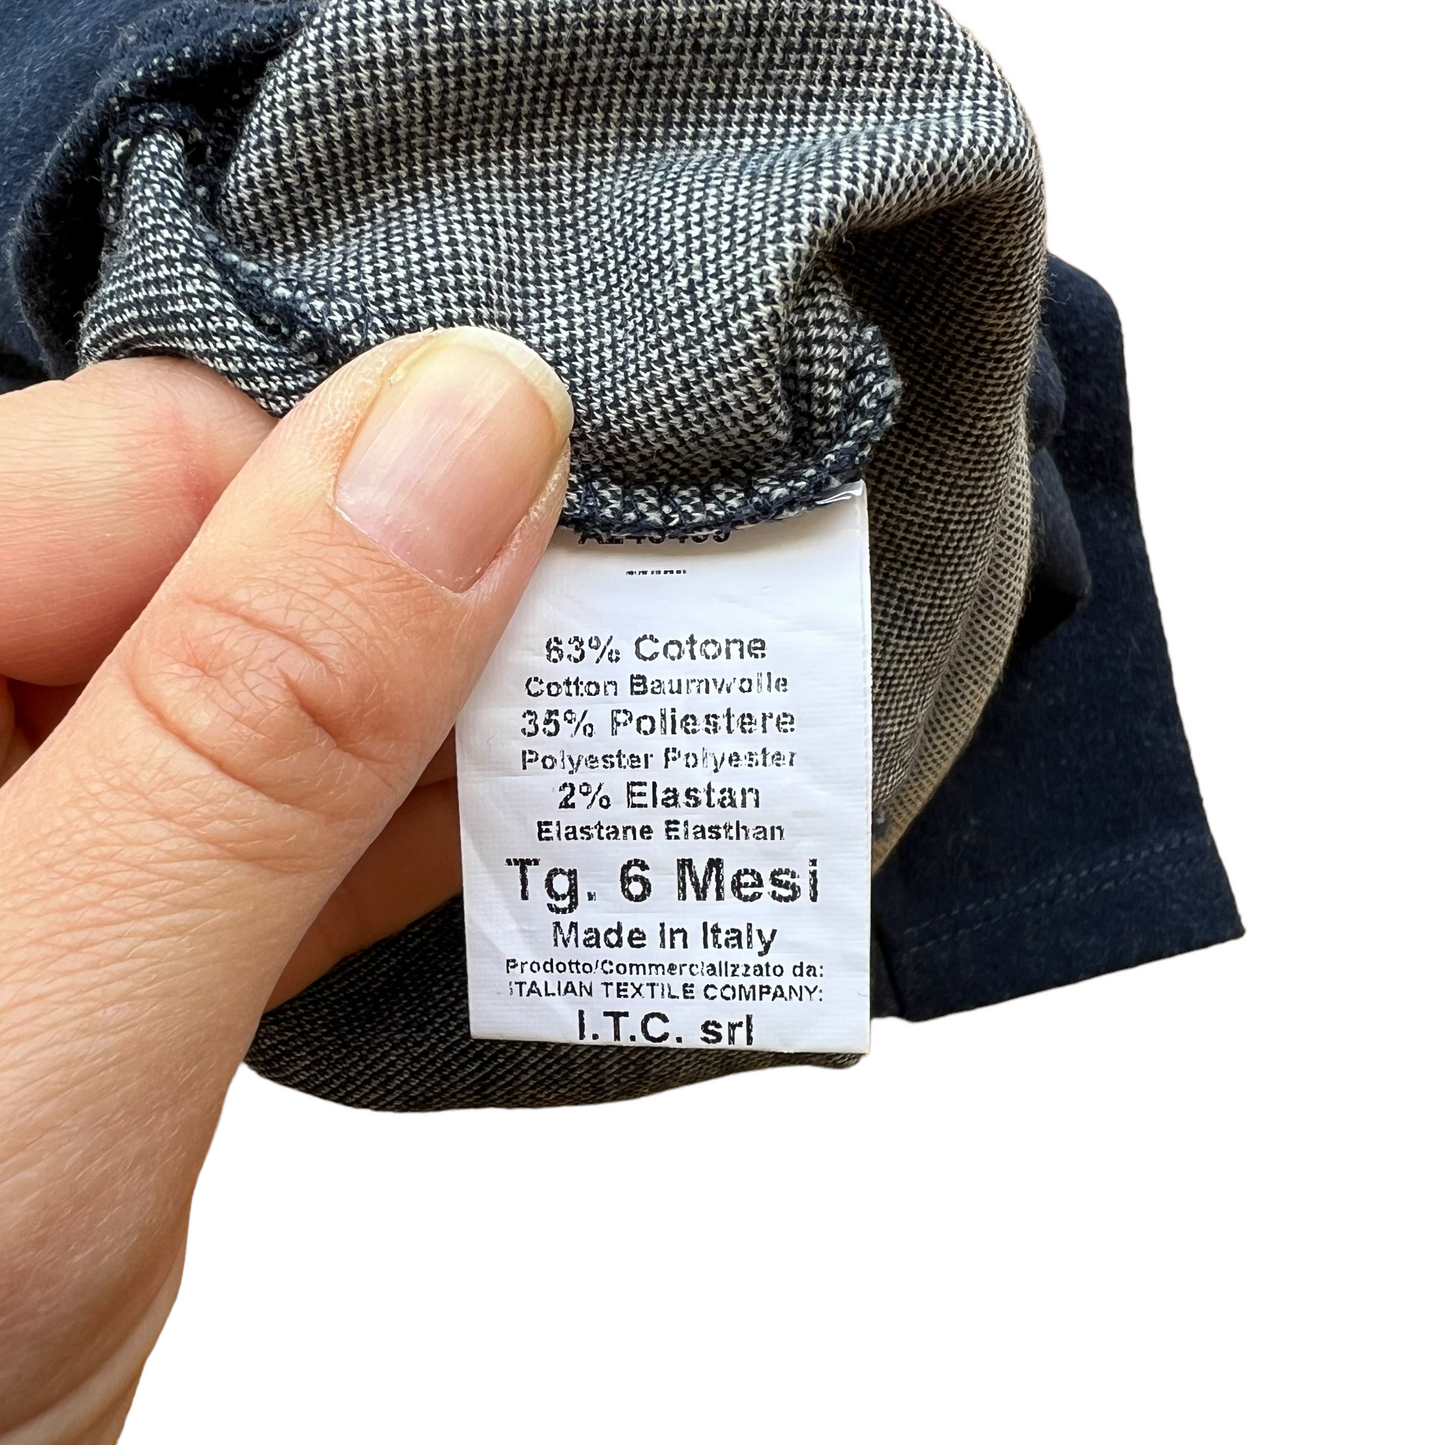 63% Cotone
Cotton Baumwolle
35% Poliestere
Polyester Polyester
2% Elastan
Elastane Elasthan
Tg. 6 Mesi
Made in Italy
Prodotto/Commercializzato da:
ITALIAN TEXTILE COMPANY:
I.T.C. srl